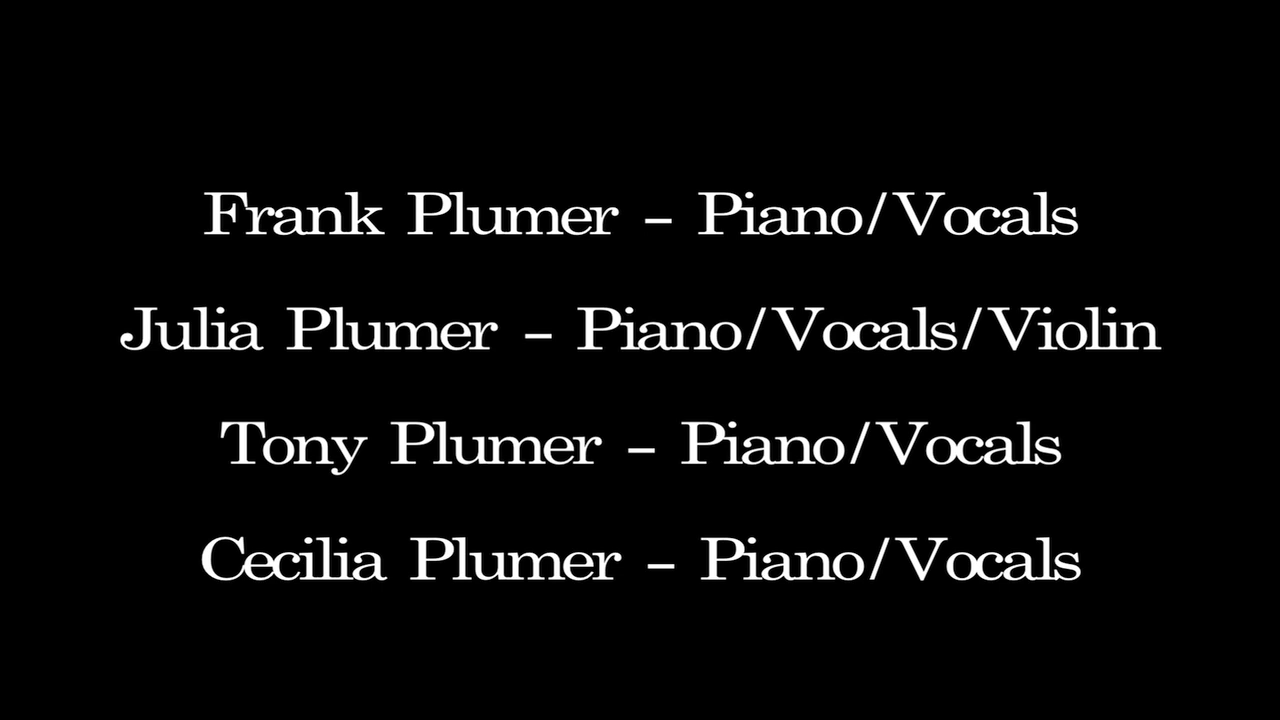 Frank Plumer – Piano/Vocals
Julia Plumer – Piano/Vocals/Violin
Tony Plumer – Piano/Vocals
Cecilia Plumer – Piano/Vocals